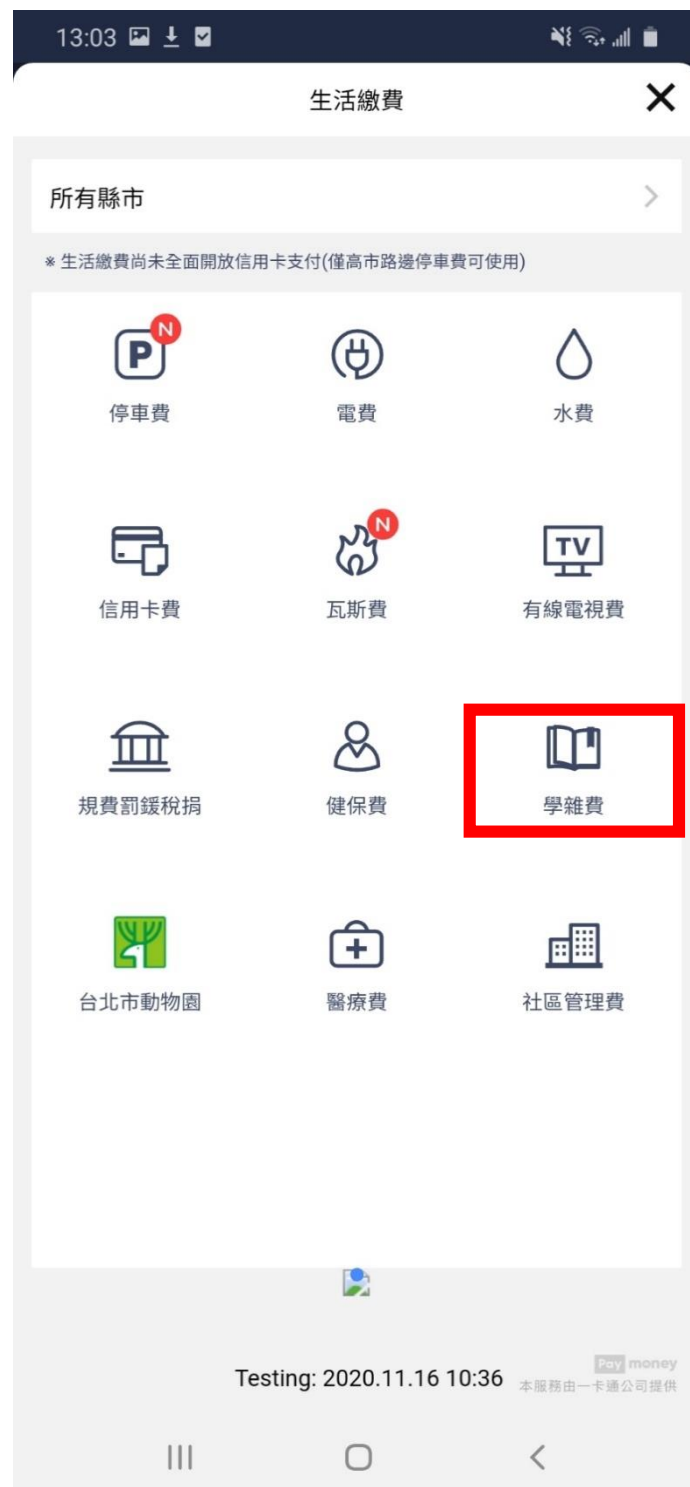 13:03
生活繳費
所有縣市
* 生活繳費尚未全面開放信用卡支付(僅高市路邊停車費可使用)
P N
停車費
電費
水費
信用卡費
N
瓦斯費
TV
有線電視費
規費罰鍰稅捐
健保費
學雜費
台北市動物園
醫療費
社區管理費
Pay money
Testing: 2020.11.16 10:36
本服務由一卡通公司提供